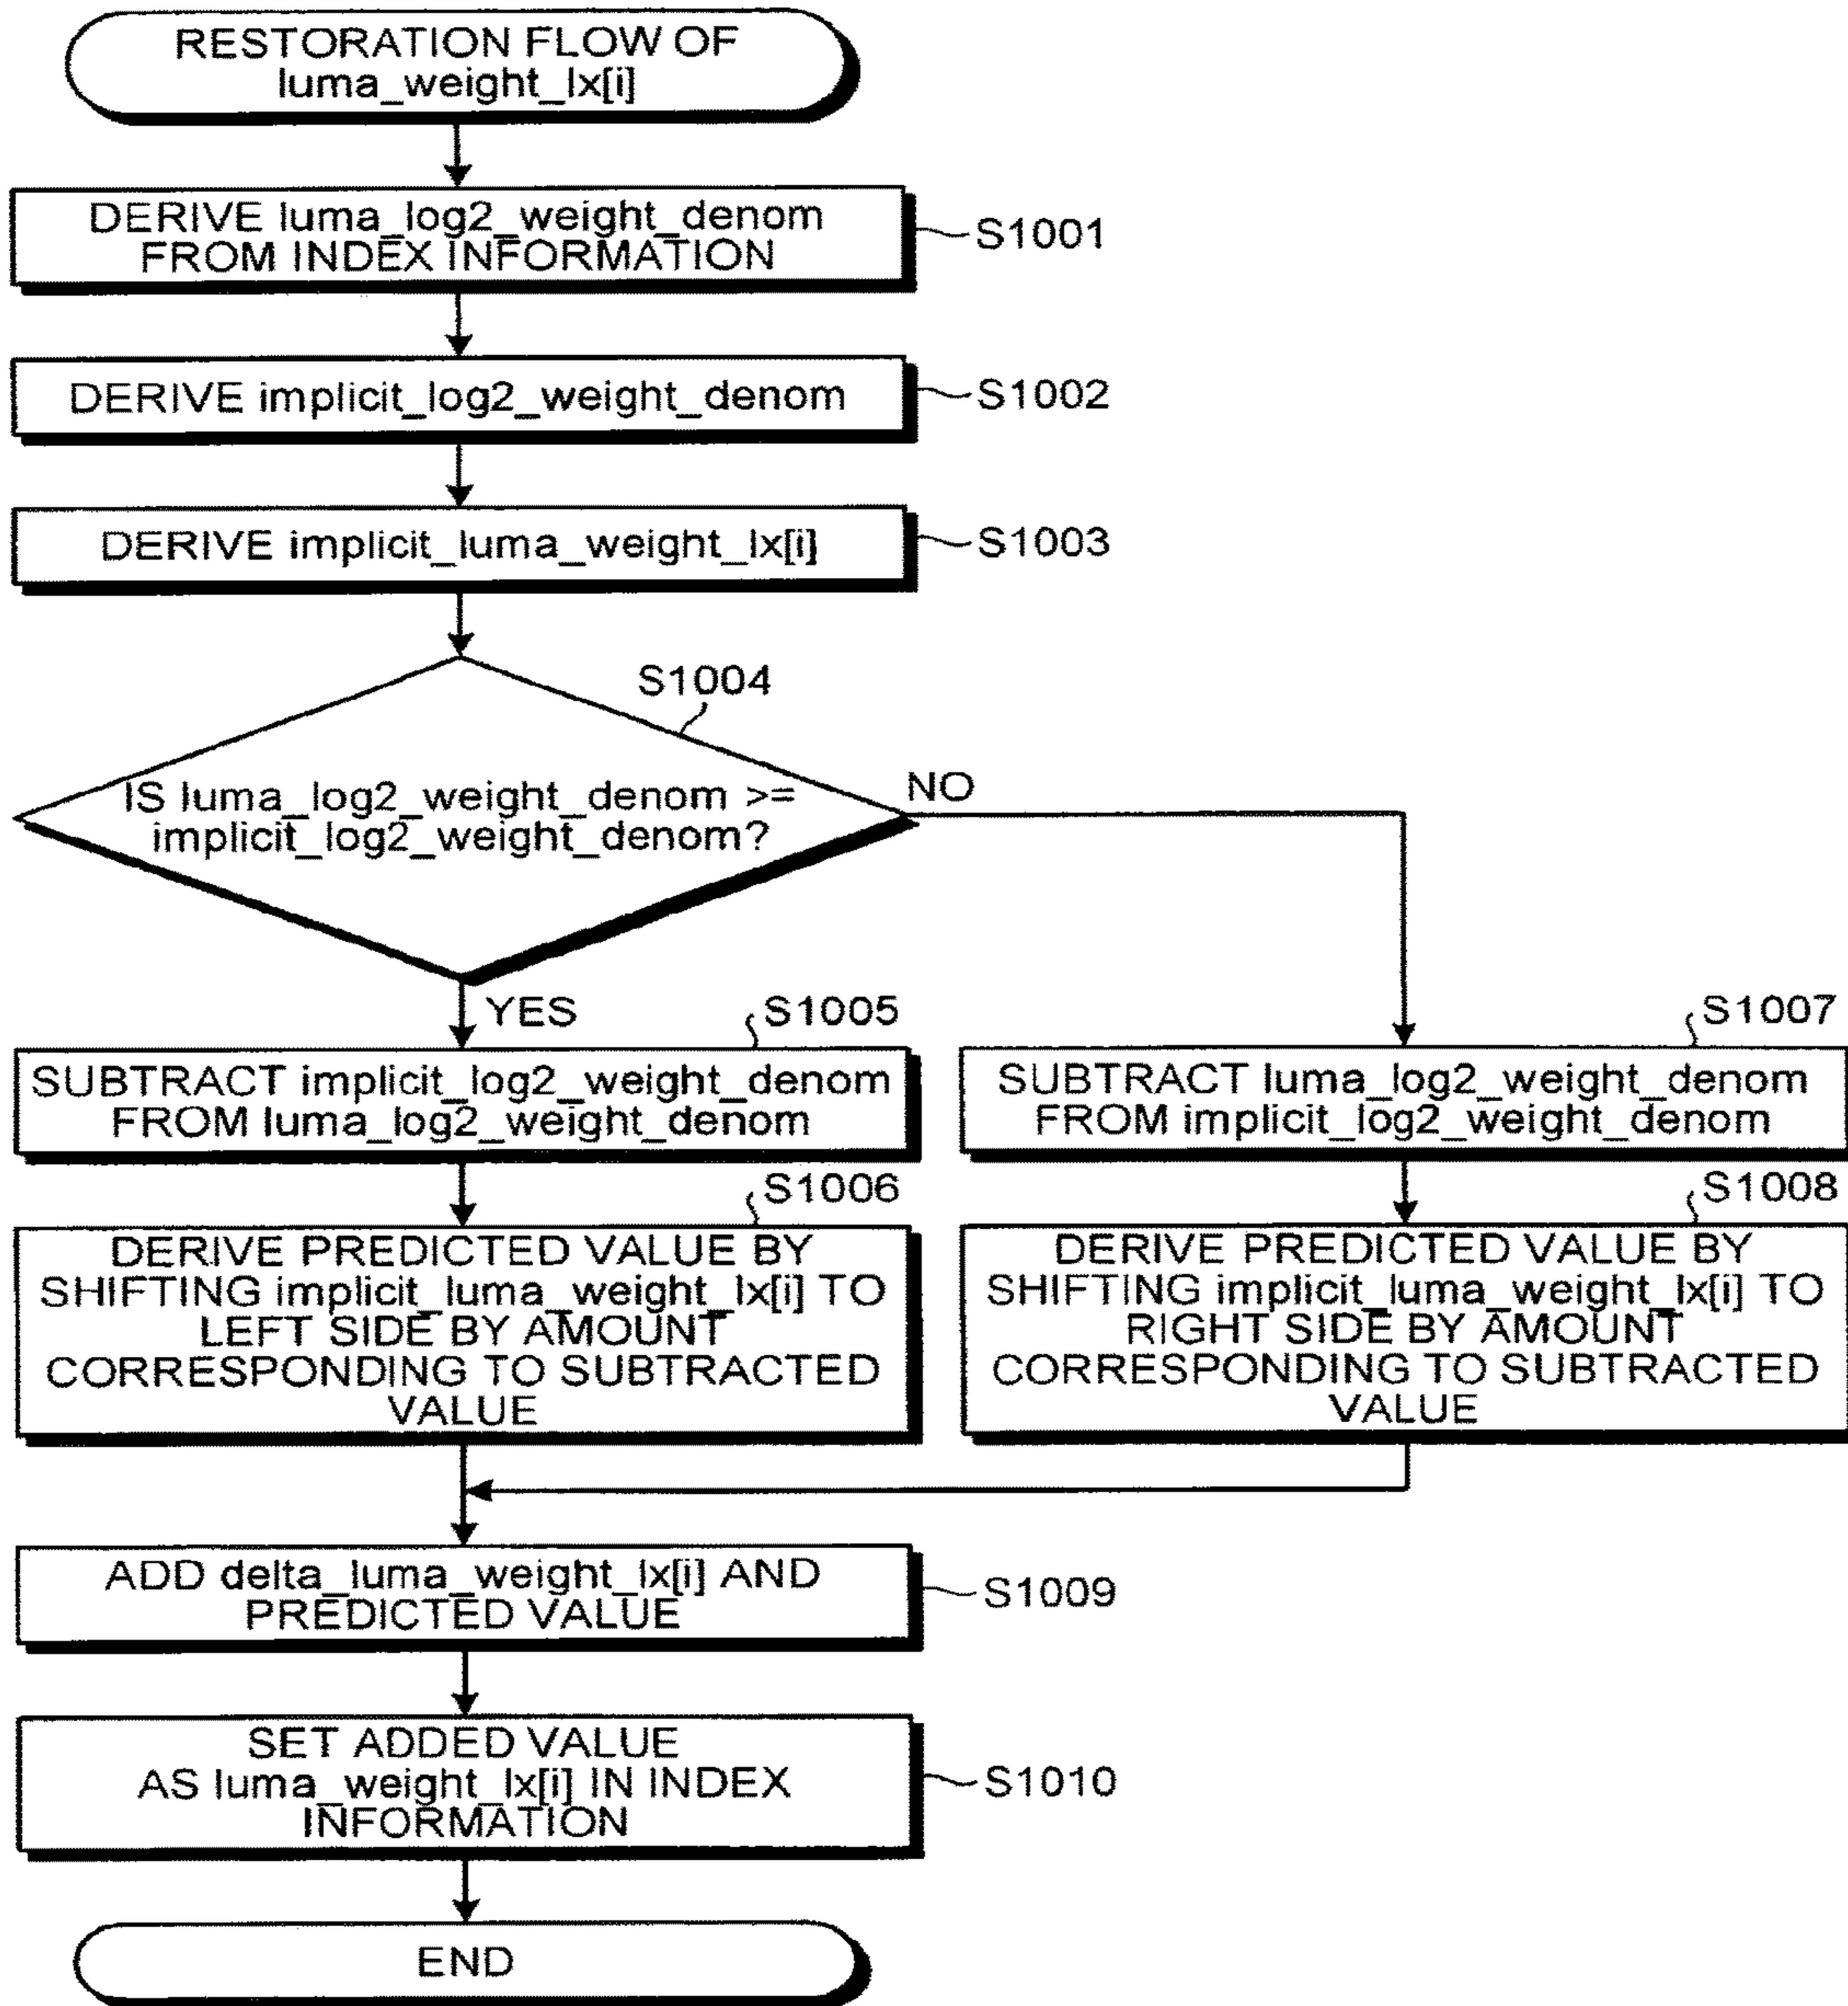 RESTORATION FLOW OF
luma_weight_lx[i]
DERIVE luma_log2_weight_denom
FROM INDEX INFORMATION
S1001
DERIVE implicit_log2_weight_denom
S1002
DERIVE implicit_luma_weight_lx[i]
S1003
S1004
IS luma_log2_weight_denom >=
implicit_log2_weight_denom?
NO
YES
S1005
SUBTRACT implicit_log2_weight_denom
FROM luma_log2_weight_denom
S1007
SUBTRACT luma_log2_weight_denom
FROM implicit_log2_weight_denom
S1006
DERIVE PREDICTED VALUE BY
SHIFTING implicit_luma_weight_lx[i] TO
LEFT SIDE BY AMOUNT
CORRESPONDING TO SUBTRACTED
VALUE
S1008
DERIVE PREDICTED VALUE BY
SHIFTING implicit_luma_weight_lx[i] TO
RIGHT SIDE BY AMOUNT
CORRESPONDING TO SUBTRACTED
VALUE
ADD delta_luma_weight_lx[i] AND
PREDICTED VALUE
S1009
SET ADDED VALUE
AS luma_weight_lx[i] IN INDEX
INFORMATION
S1010
END